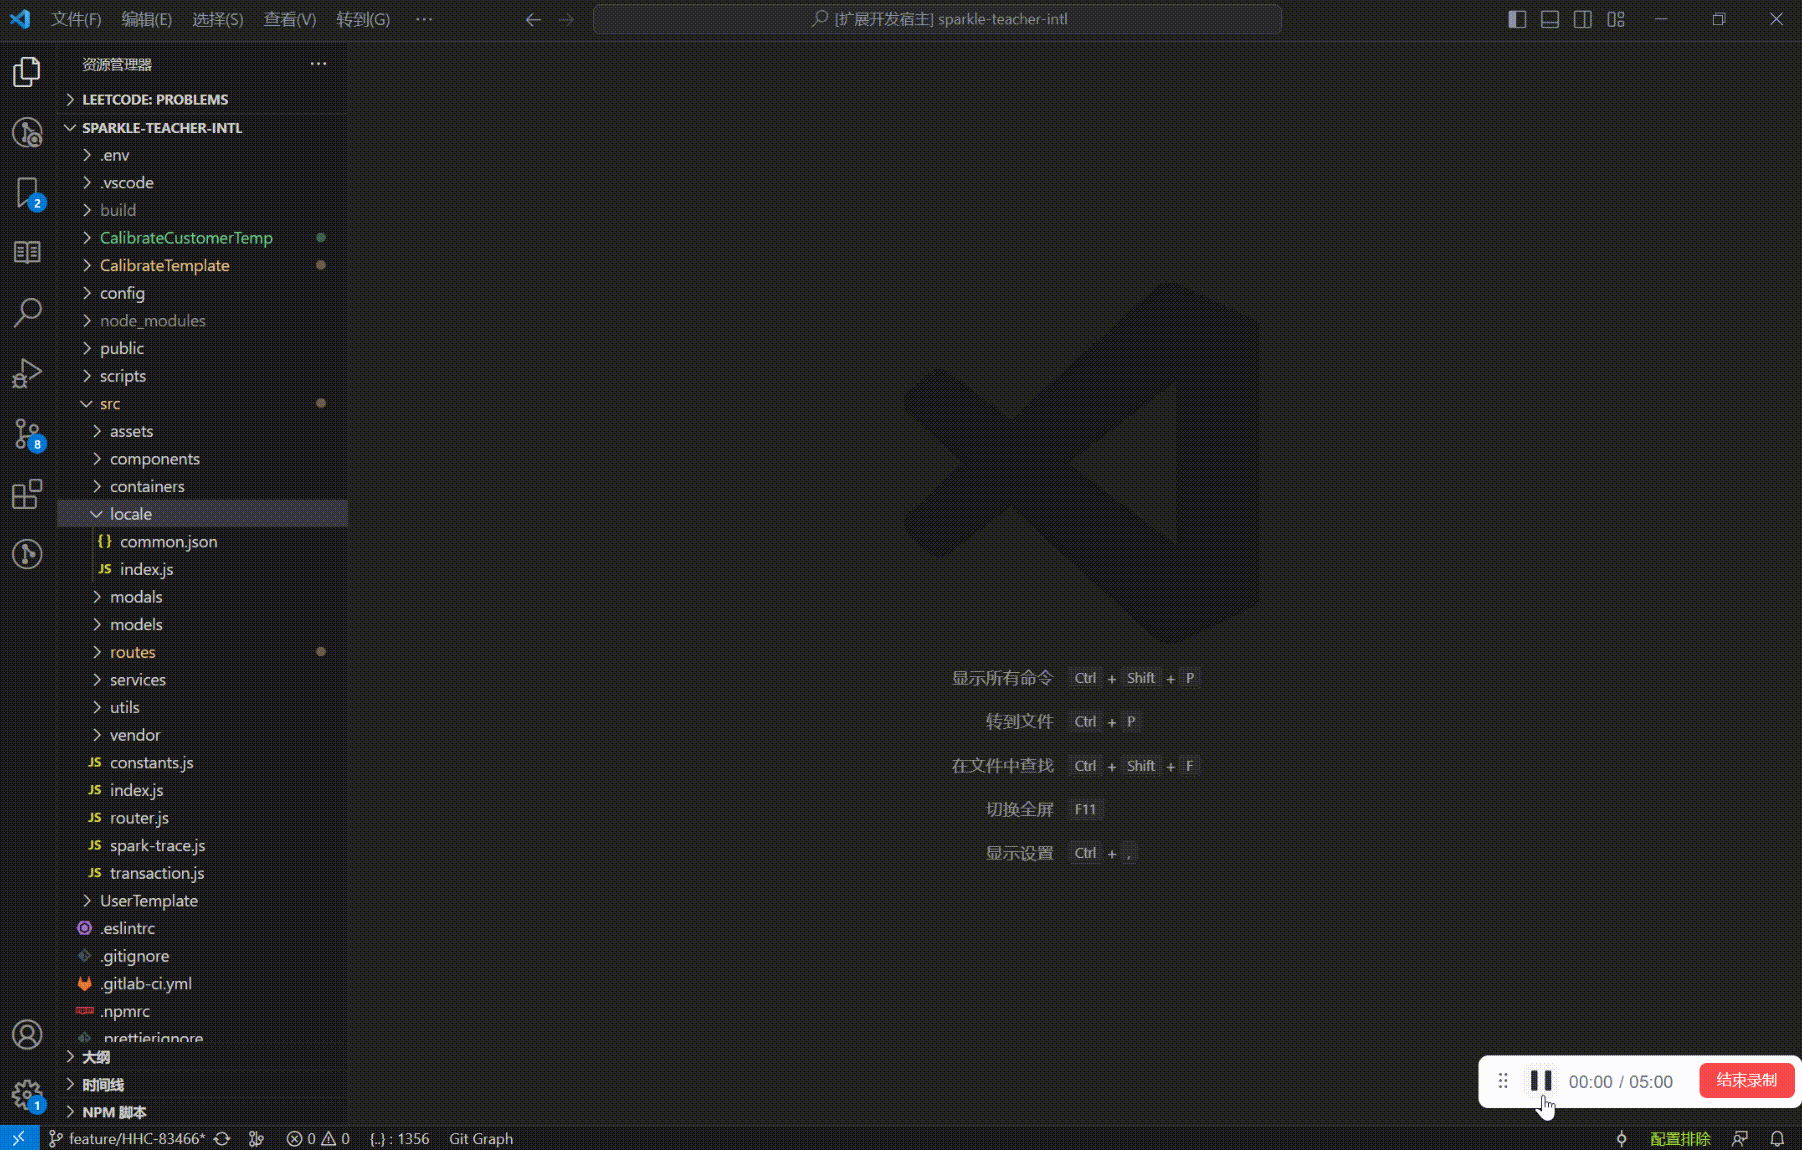 文件(F) 编辑(E) 选择(S) 查看(V) 转到(G) ··· [扩展开发宿主] sparkle-teacher-intl
资源管理器
LEETCODE: PROBLEMS
SPARKLE-TEACHER-INTL
.env
.vscode
build
CalibrateCustomerTemp
CalibrateTemplate
config
node_modules
public
scripts
src
assets
components
containers
locale
{} common.json
JS index.js
modals
models
routes
services
utils
vendor
JS constants.js
JS index.js
JS router.js
JS spark-trace.js
JS transaction.js
UserTemplate
.eslintrc
.gitignore
.gitlab-ci.yml
.npmrc
.prettierignore
大纲
时间线
NPM 脚本
2
8
1
显示所有命令 Ctrl + Shift + P
转到文件 Ctrl + P
在文件中查找 Ctrl + Shift + F
切换全屏 F11
显示设置 Ctrl + ,
00:00 / 05:00 结束录制
feature/HHC-83466* 0 0 {..} : 1356 Git Graph 配置排除